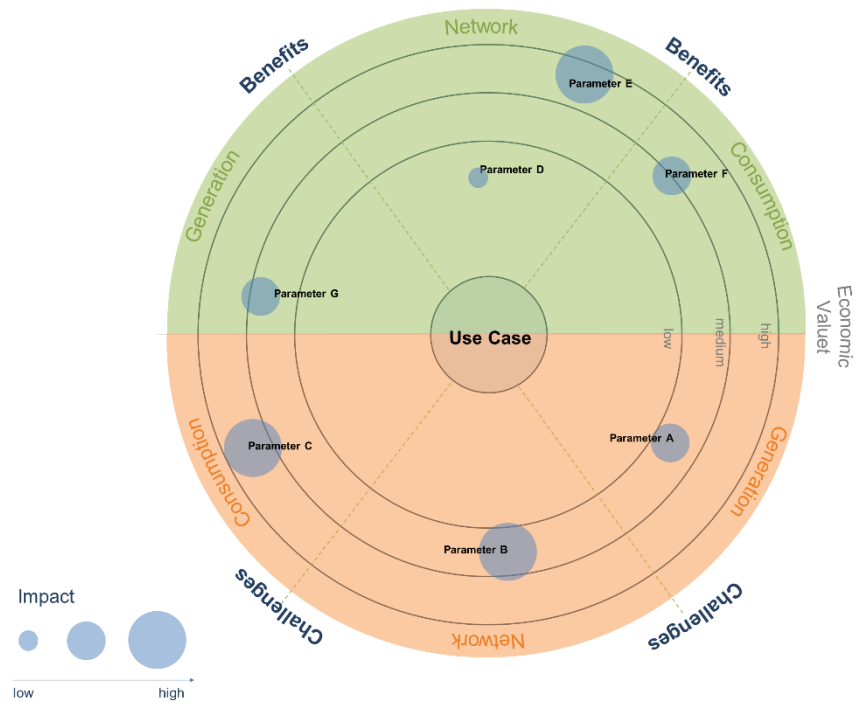 Network
Benefits
Benefits
Parameter E
Generation
Consumption
Parameter D
Parameter F
Parameter G
Economic
Valuet
Use Case
low
medium
high
Consumption
Parameter C
Parameter A
Generation
Parameter B
Challenges
Challenges
Network
Impact
low
high